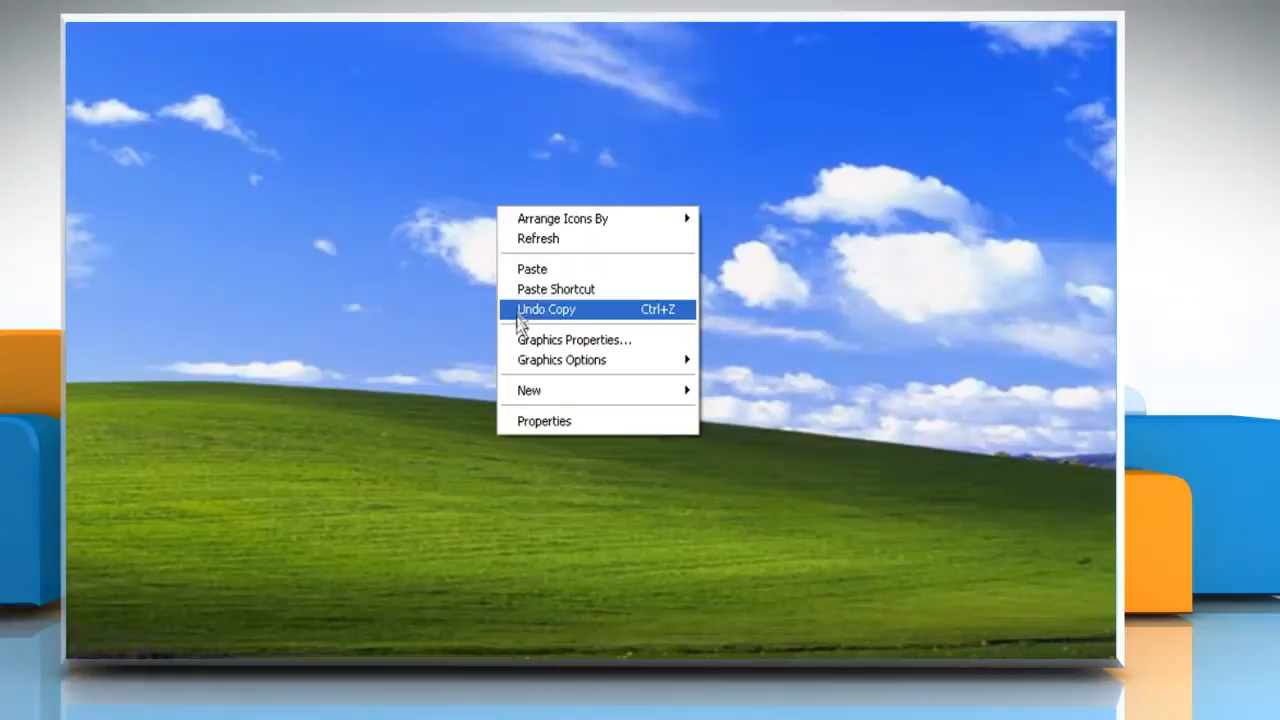 Arrange Icons By
Refresh
Paste
Paste Shortcut
Undo Copy Ctrl+Z
Graphics Properties...
Graphics Options
New
Properties